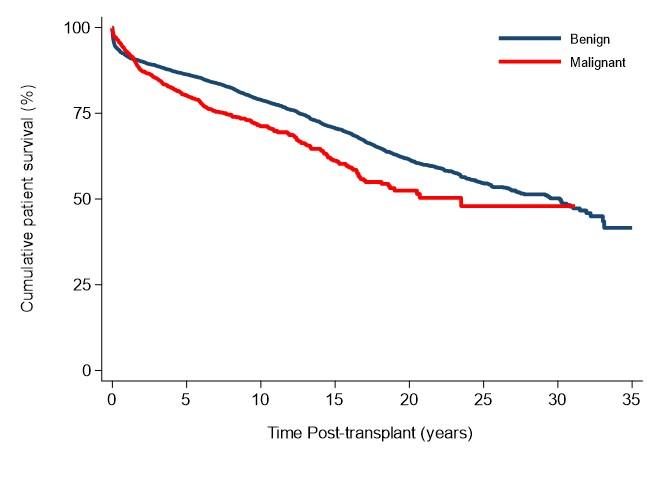 100
75
50
25
0
Cumulative patient survival (%)
Benign
Malignant
0 5 10 15 20 25 30 35
Time Post-transplant (years)